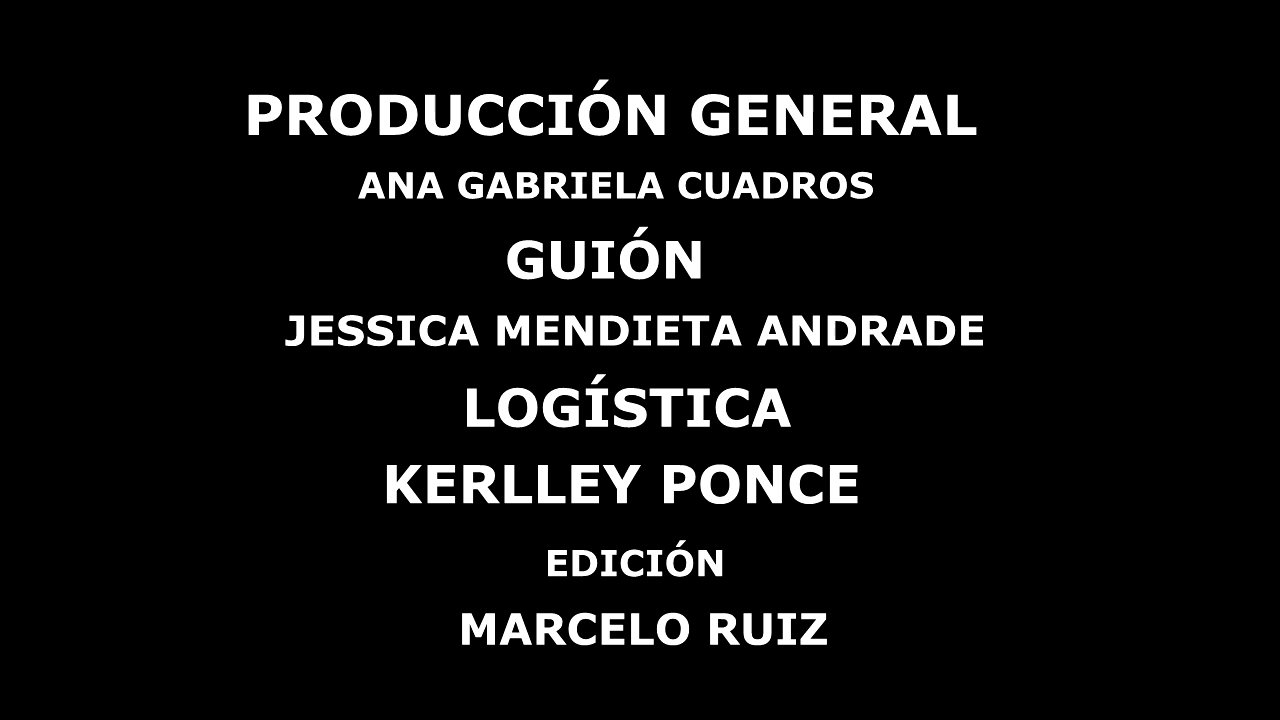 PRODUCCIÓN GENERAL
ANA GABRIELA CUADROS
GUIÓN
JESSICA MENDIETA ANDRADE
LOGÍSTICA
KERLLEY PONCE
EDICIÓN
MARCELO RUIZ